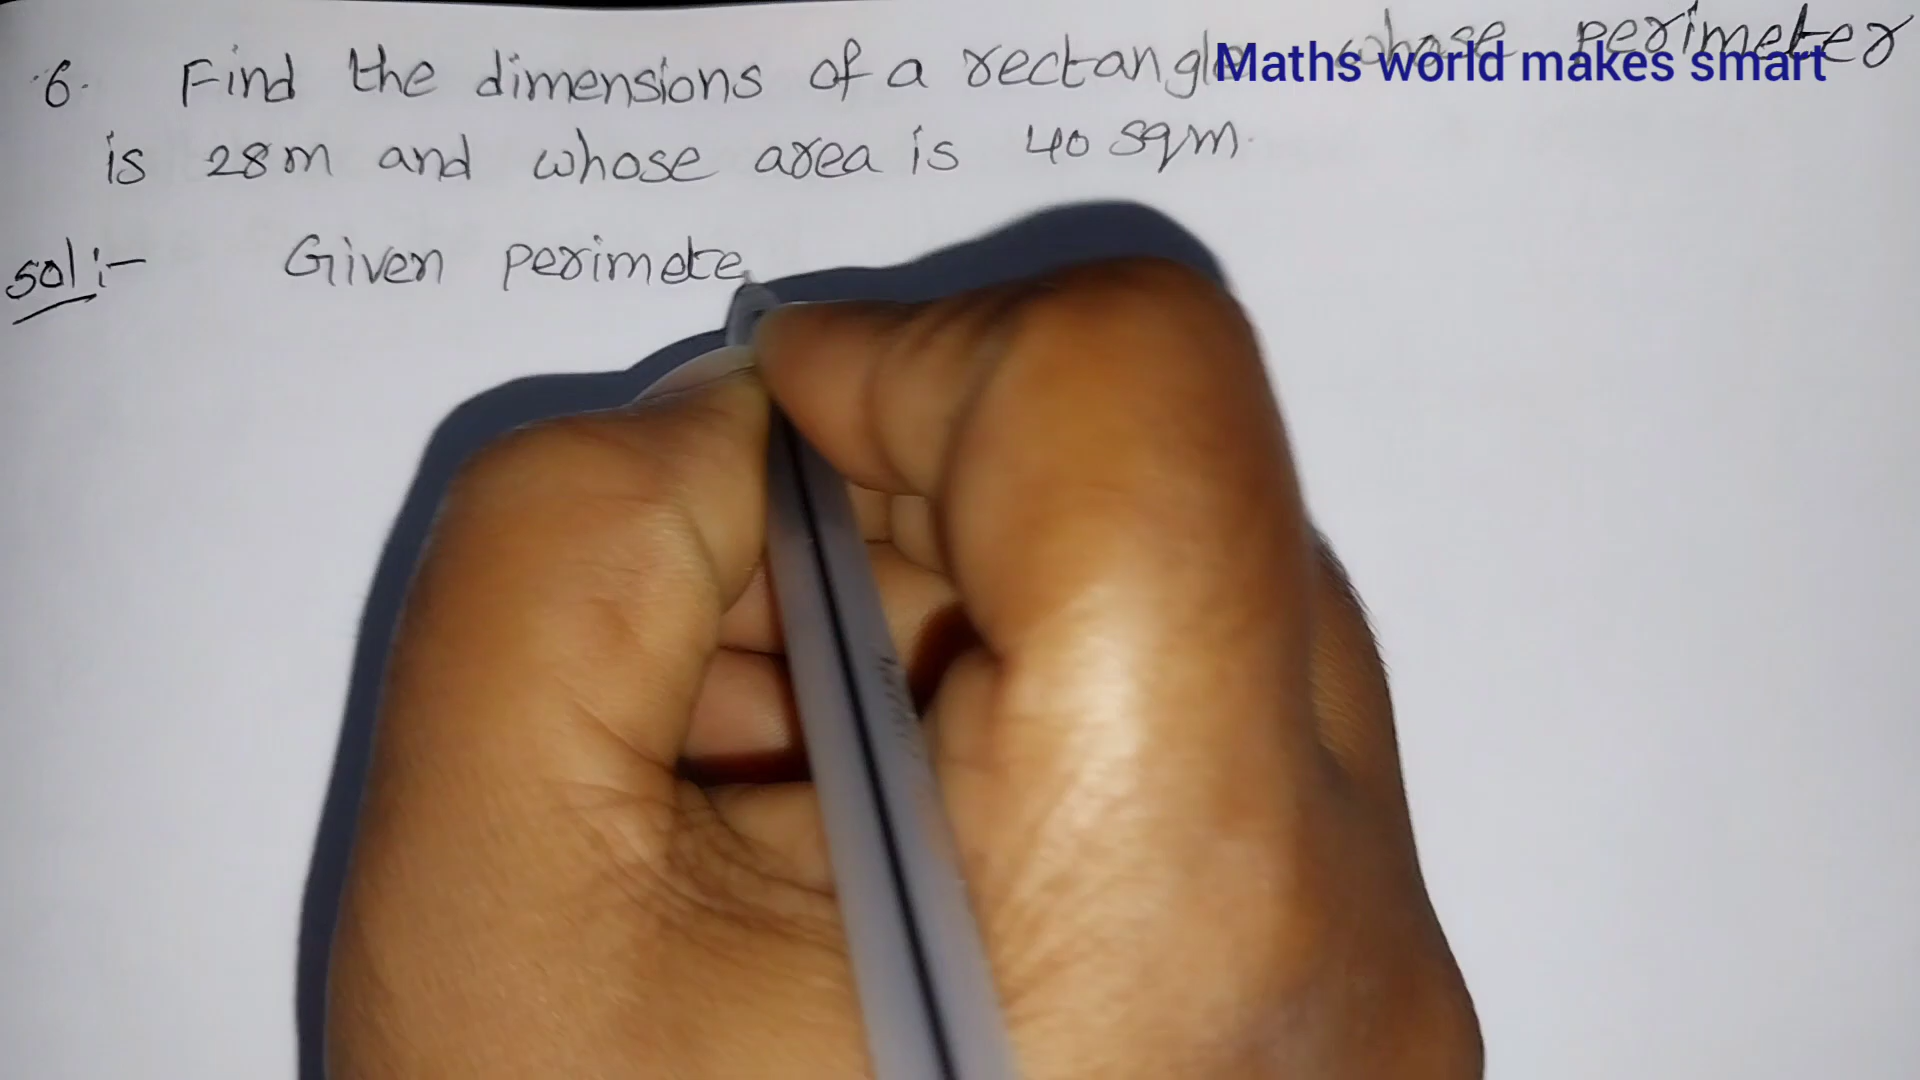 6. Find the dimensions of a rectangle whose perimeter
Maths world makes smart
is 28m and whose area is 40 sqm.
sol:- Given perimete